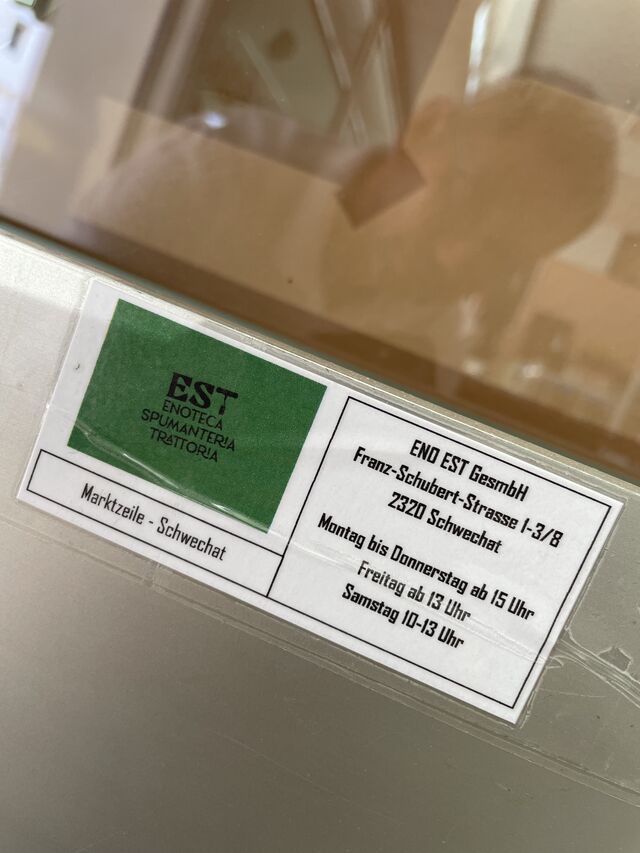 EST
ENOTECA
SPUMANTERIA
TRATTORIA
Marktzeile - Schwechat
ENO EST GesmbH
Franz-Schubert-Strasse 1-3/8
2320 Schwechat
Montag bis Donnerstag ab 15 Uhr
Freitag ab 13 Uhr
Samstag 10-13 Uhr